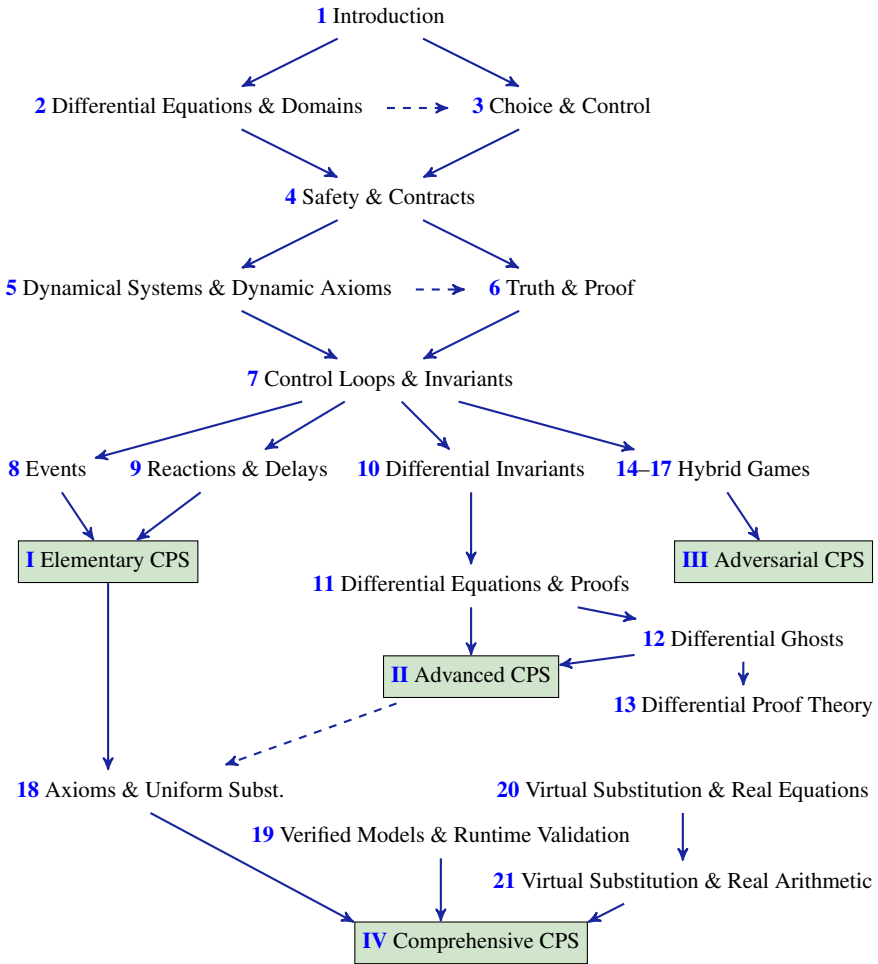 1 Introduction
2 Differential Equations & Domains
3 Choice & Control
4 Safety & Contracts
5 Dynamical Systems & Dynamic Axioms
6 Truth & Proof
7 Control Loops & Invariants
8 Events
9 Reactions & Delays
10 Differential Invariants
14–17 Hybrid Games
I Elementary CPS
III Adversarial CPS
11 Differential Equations & Proofs
12 Differential Ghosts
II Advanced CPS
13 Differential Proof Theory
18 Axioms & Uniform Subst.
20 Virtual Substitution & Real Equations
19 Verified Models & Runtime Validation
21 Virtual Substitution & Real Arithmetic
IV Comprehensive CPS